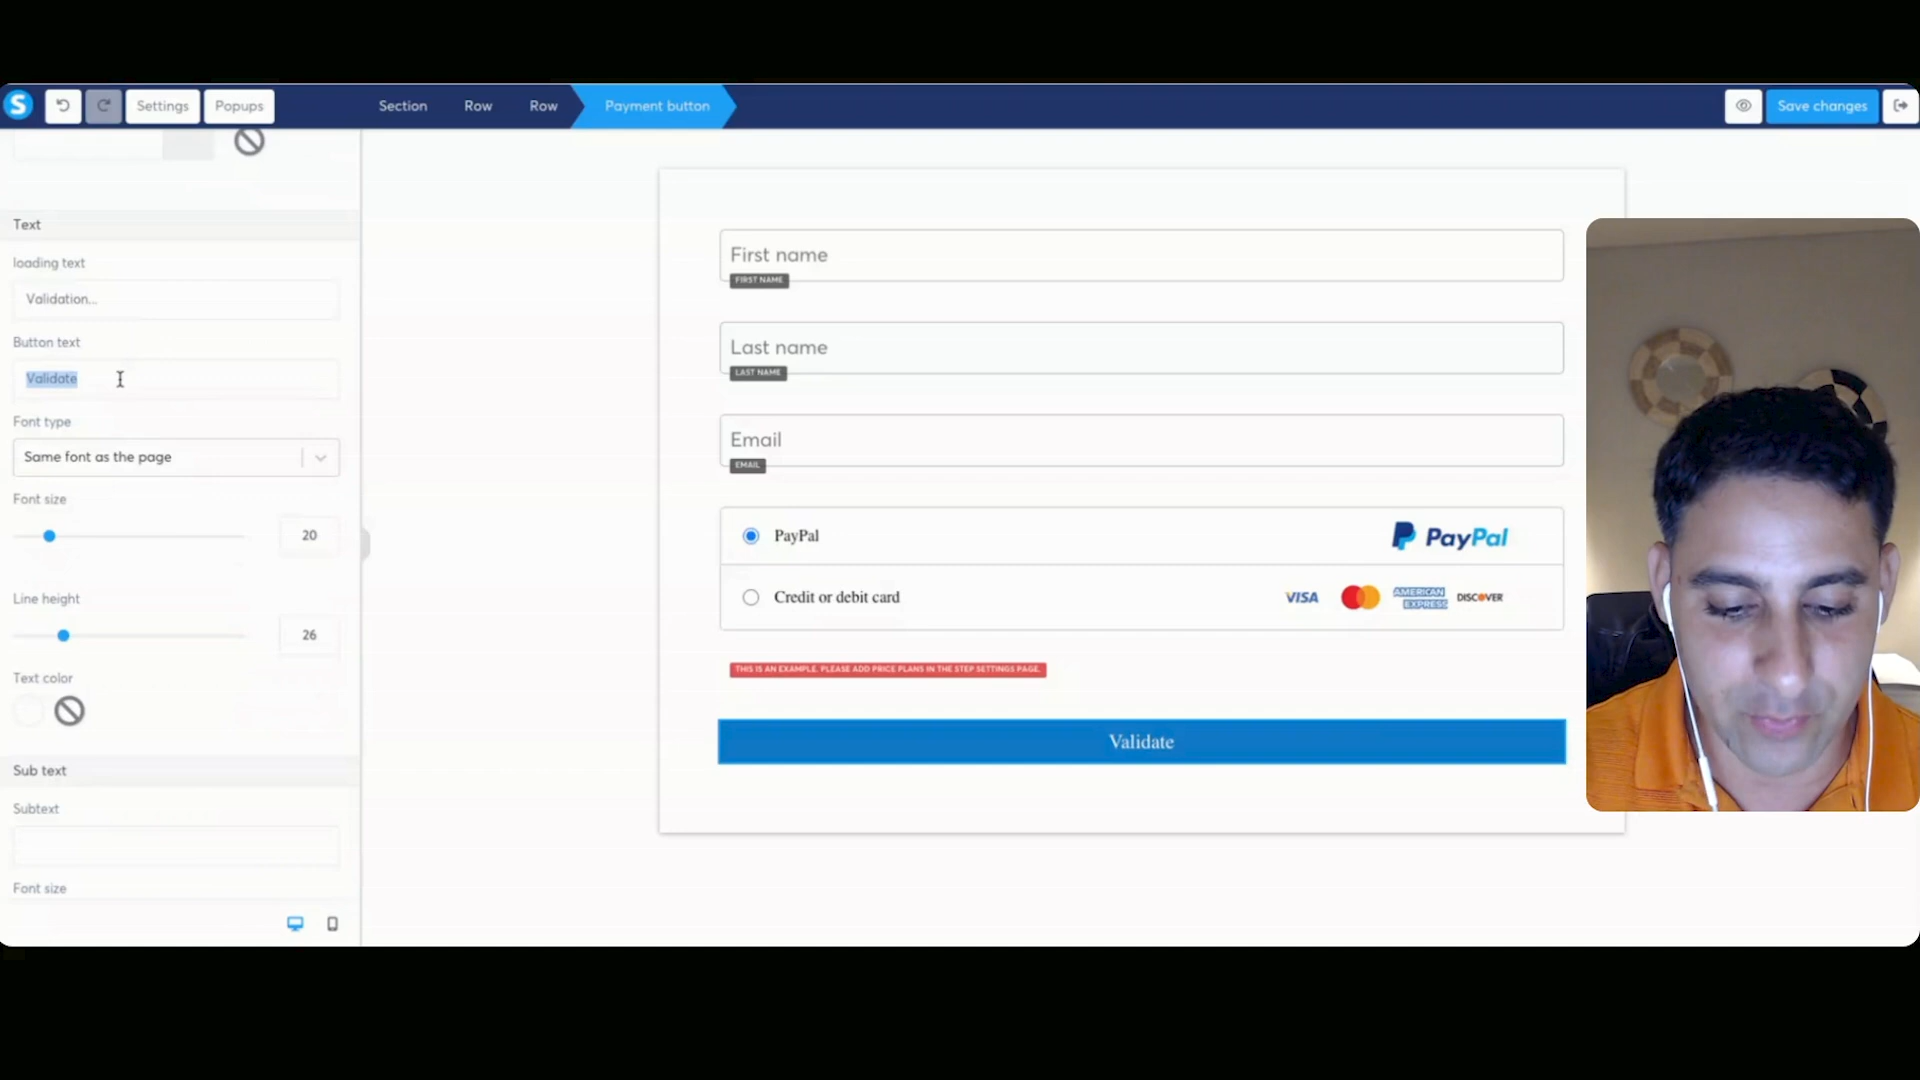 S
Settings
Popups
Section
Row
Row
Payment button
Save changes
Text
loading text
Validation...
Button text
Validate
Font type
Same font as the page
Font size
20
Line height
26
Text color
Sub text
Subtext
Font size
First name
FIRST NAME
Last name
LAST NAME
Email
EMAIL
PayPal
PayPal
Credit or debit card
VISA
AMERICAN
EXPRESS
DISCOVER
THIS IS AN EXAMPLE. PLEASE ADD PRICE PLANS IN THE STEP SETTINGS PAGE.
Validate